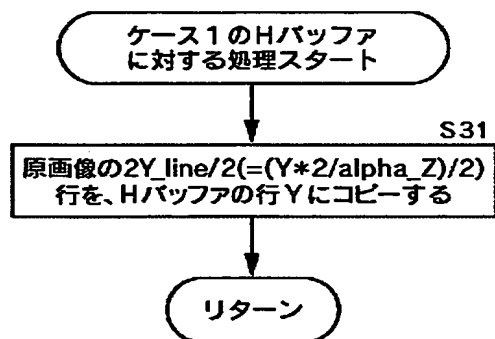 ケース1のHバッファ
に対する処理スタート
S31
原画像の2Y_line/2(=(Y*2/alpha_Z)/2)
行を、Hバッファの行Yにコピーする
リターン